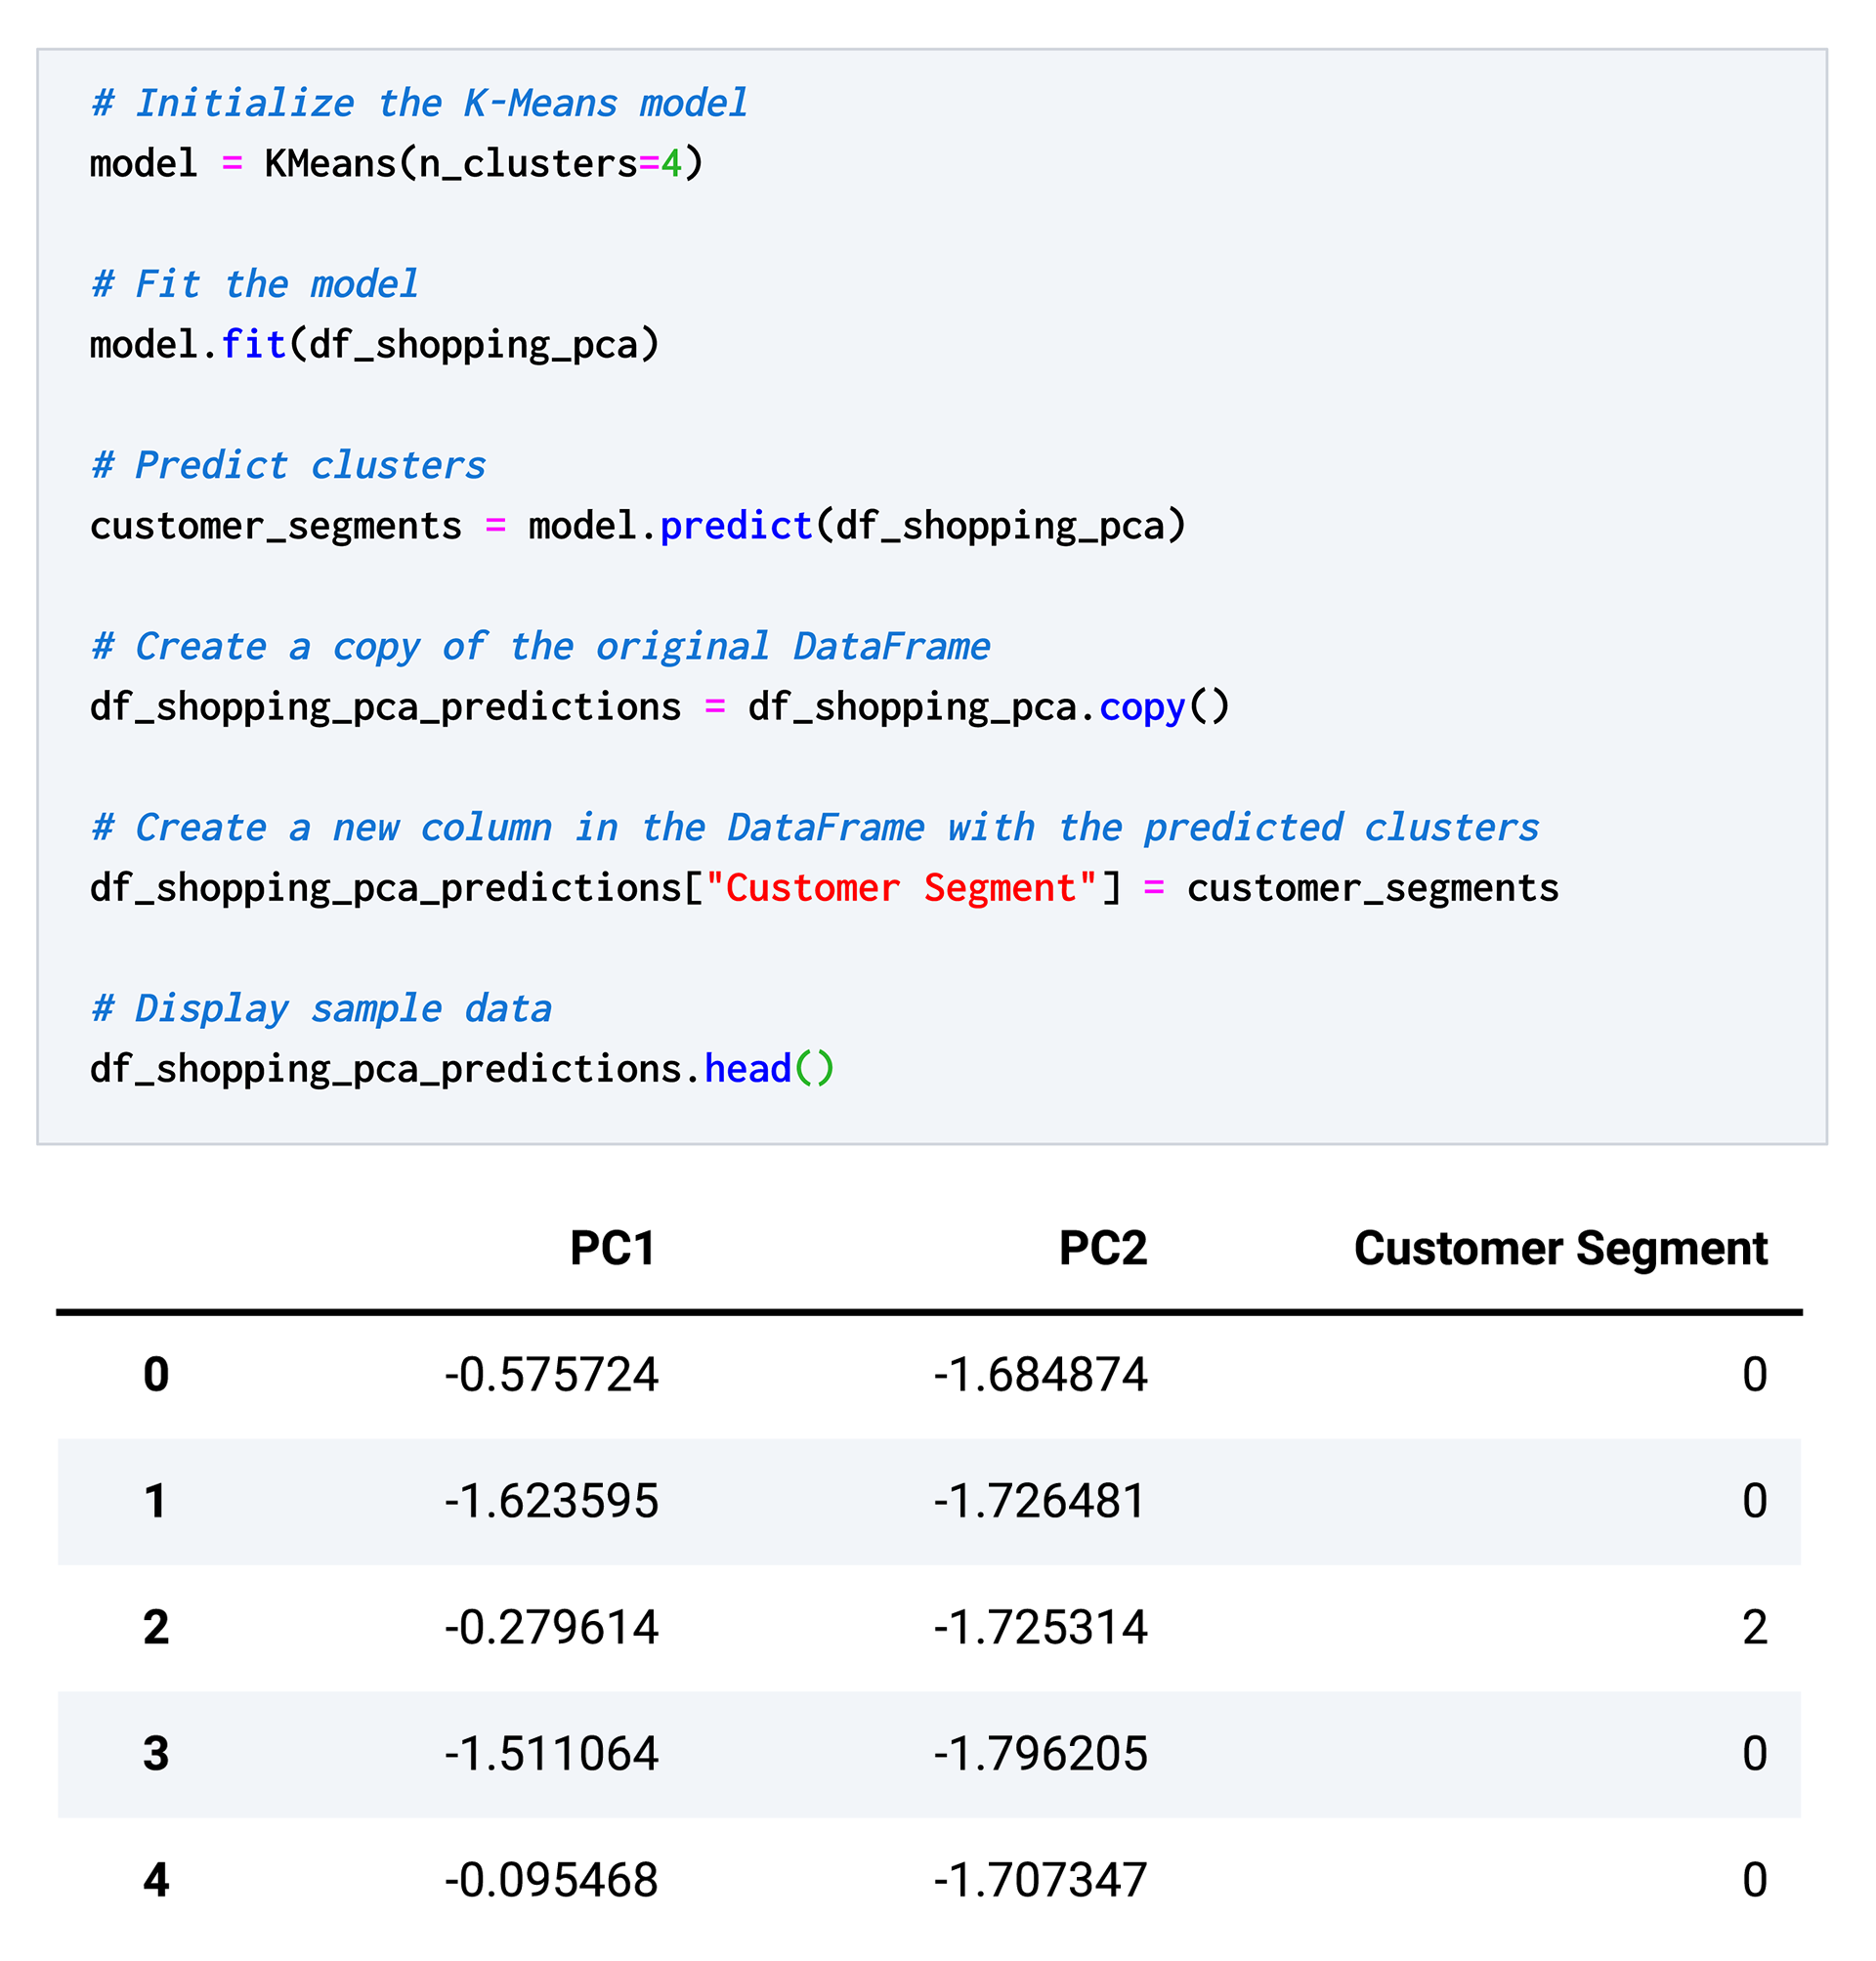 # Initialize the K-Means model
model = KMeans(n_clusters=4)
# Fit the model
model.fit(df_shopping_pca)
# Predict clusters
customer_segments = model.predict(df_shopping_pca)
# Create a copy of the original DataFrame
df_shopping_pca_predictions = df_shopping_pca.copy()
# Create a new column in the DataFrame with the predicted clusters
df_shopping_pca_predictions["Customer Segment"] = customer_segments
# Display sample data
df_shopping_pca_predictions.head()
PC1 PC2 Customer Segment
0 -0.575724 -1.684874 0
1 -1.623595 -1.726481 0
2 -0.279614 -1.725314 2
3 -1.511064 -1.796205 0
4 -0.095468 -1.707347 0